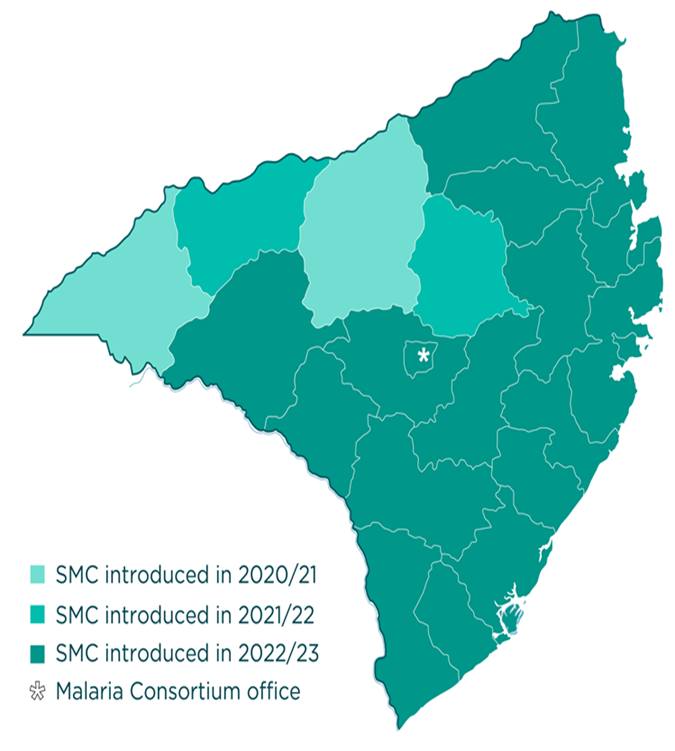 SMC introduced in 2020/21
SMC introduced in 2021/22
SMC introduced in 2022/23
Malaria Consortium office